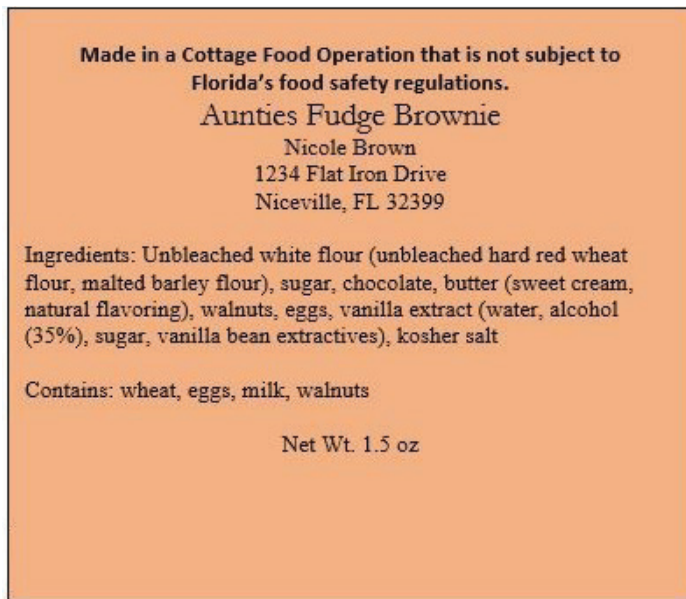 Made in a Cottage Food Operation that is not subject to
Florida's food safety regulations.
Aunties Fudge Brownie
Nicole Brown
1234 Flat Iron Drive
Niceville, FL 32399
Ingredients: Unbleached white flour (unbleached hard red wheat
flour, malted barley flour), sugar, chocolate, butter (sweet cream,
natural flavoring), walnuts, eggs, vanilla extract (water, alcohol
(35%), sugar, vanilla bean extractives), kosher salt
Contains: wheat, eggs, milk, walnuts
Net Wt. 1.5 oz